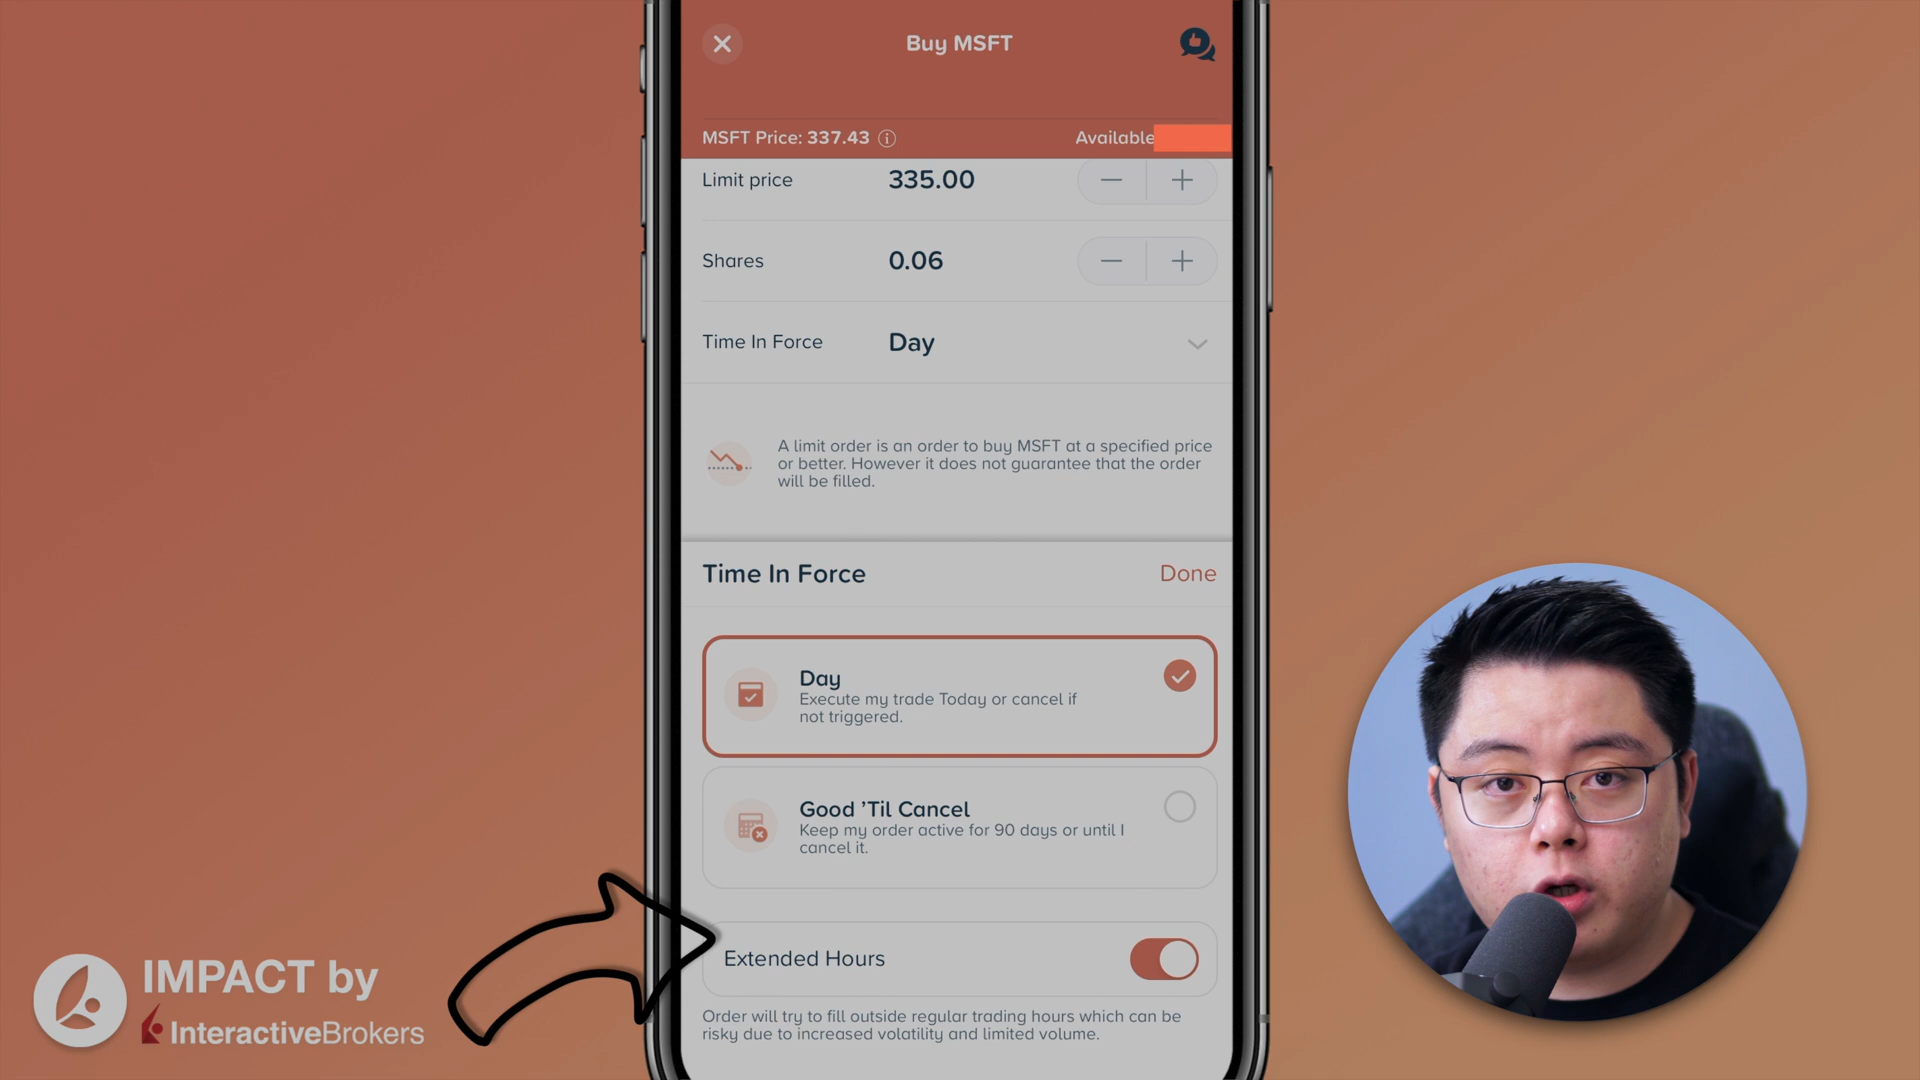 Buy MSFT
MSFT Price: 337.43
Available
Limit price 335.00
Shares 0.06
Time In Force Day
A limit order is an order to buy MSFT at a specified price
or better. However it does not guarantee that the order
will be filled.
Time In Force Done
Day
Execute my trade Today or cancel if
not triggered.
Good ’Til Cancel
Keep my order active for 90 days or until I
cancel it.
Extended Hours
Order will try to fill outside regular trading hours which can be
risky due to increased volatility and limited volume.
IMPACT by
InteractiveBrokers